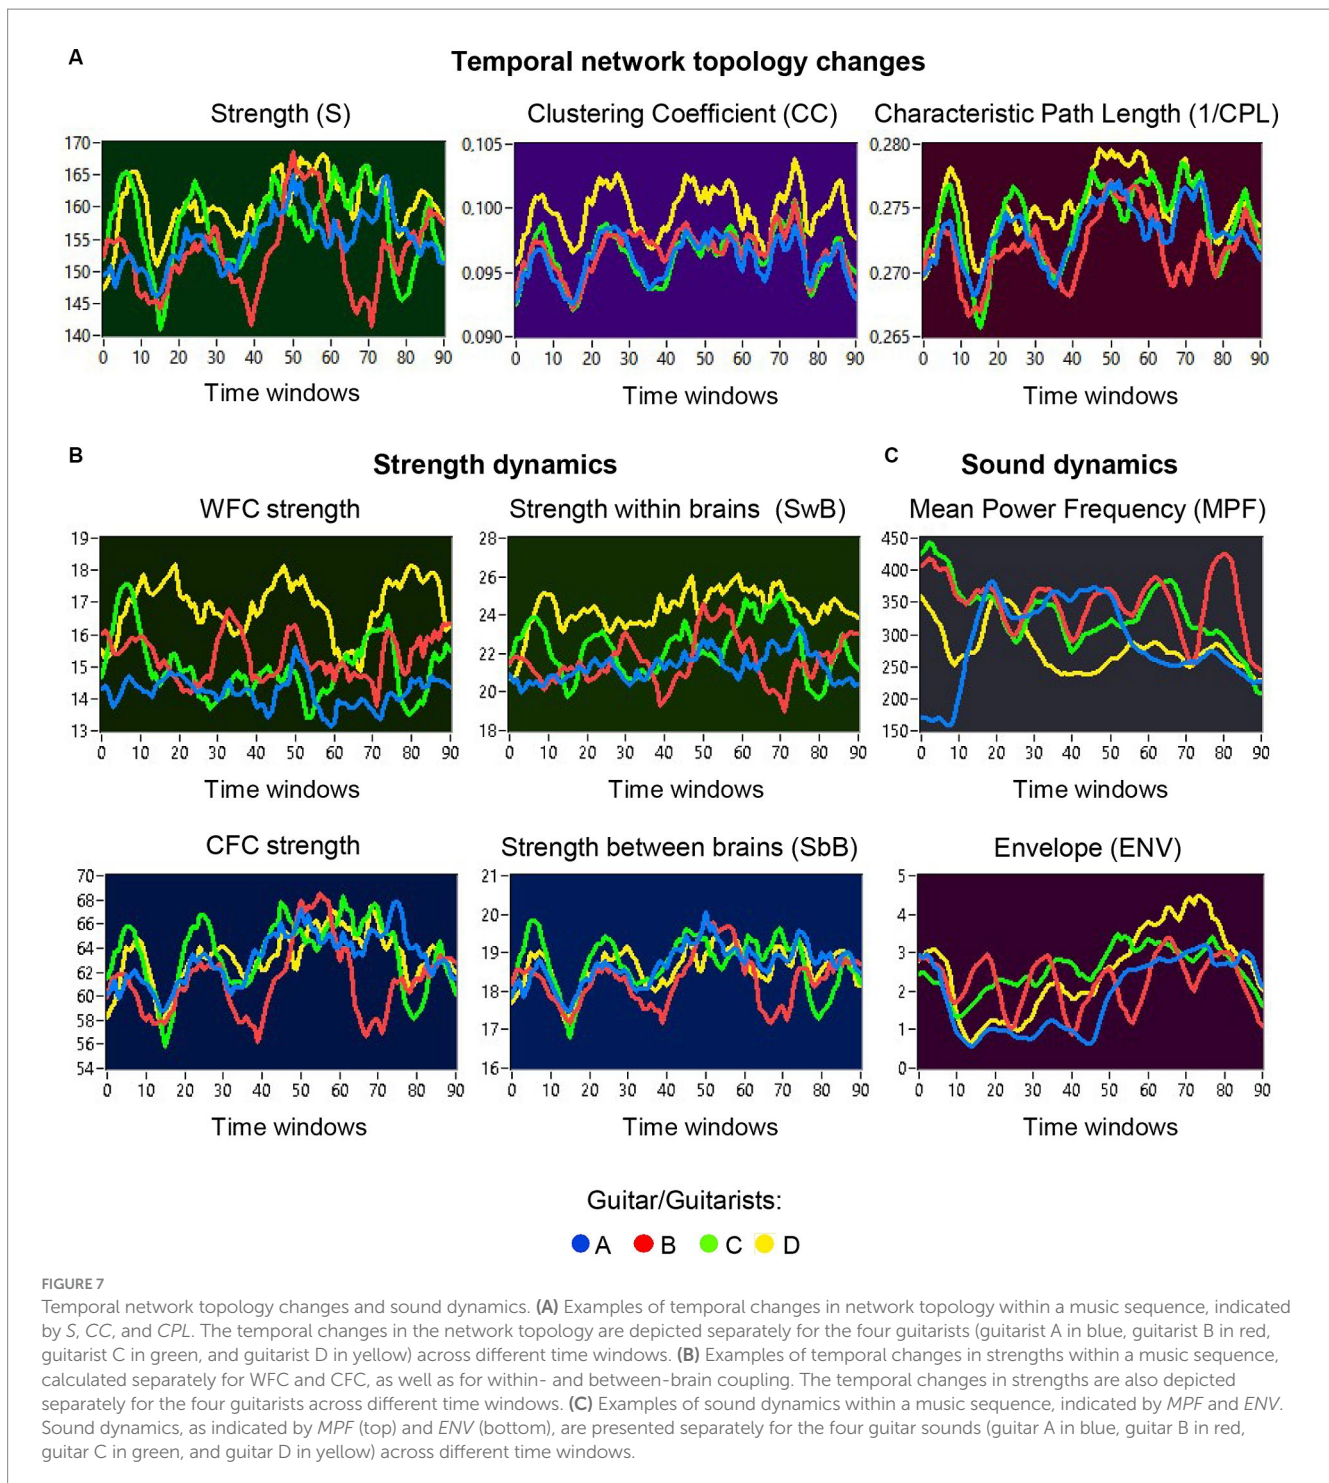 A
Temporal network topology changes
Strength (S)
Clustering Coefficient (CC)
Characteristic Path Length (1/CPL)
170
165
160
155
150
145
140
0 10 20 30 40 50 60 70 80 90
Time windows
0,105
0,100
0,095
0,090
0 10 20 30 40 50 60 70 80 90
Time windows
0.280
0,275
0,270
0,265
0 10 20 30 40 50 60 70 80 90
Time windows
B
Strength dynamics
WFC strength
Strength within brains (SwB)
19
18
17
16
15
14
13
0 10 20 30 40 50 60 70 80 90
Time windows
28
26
24
22
20
18
0 10 20 30 40 50 60 70 80 90
Time windows
C
Sound dynamics
Mean Power Frequency (MPF)
450
400
350
300
250
200
150
0 10 20 30 40 50 60 70 80 90
Time windows
CFC strength
Strength between brains (SbB)
Envelope (ENV)
70
68
66
64
62
60
58
56
54
0 10 20 30 40 50 60 70 80 90
Time windows
21
20
19
18
17
16
0 10 20 30 40 50 60 70 80 90
Time windows
5
4
3
2
1
0
0 10 20 30 40 50 60 70 80 90
Time windows
Guitar/Guitarists:
A B C D
FIGURE 7
Temporal network topology changes and sound dynamics. (A) Examples of temporal changes in network topology within a music sequence, indicated
by S, CC, and CPL. The temporal changes in the network topology are depicted separately for the four guitarists (guitarist A in blue, guitarist B in red,
guitarist C in green, and guitarist D in yellow) across different time windows. (B) Examples of temporal changes in strengths within a music sequence,
calculated separately for WFC and CFC, as well as for within- and between-brain coupling. The temporal changes in strengths are also depicted
separately for the four guitarists across different time windows. (C) Examples of sound dynamics within a music sequence, indicated by MPF and ENV.
Sound dynamics, as indicated by MPF (top) and ENV (bottom), are presented separately for the four guitar sounds (guitar A in blue, guitar B in red,
guitar C in green, and guitar D in yellow) across different time windows.